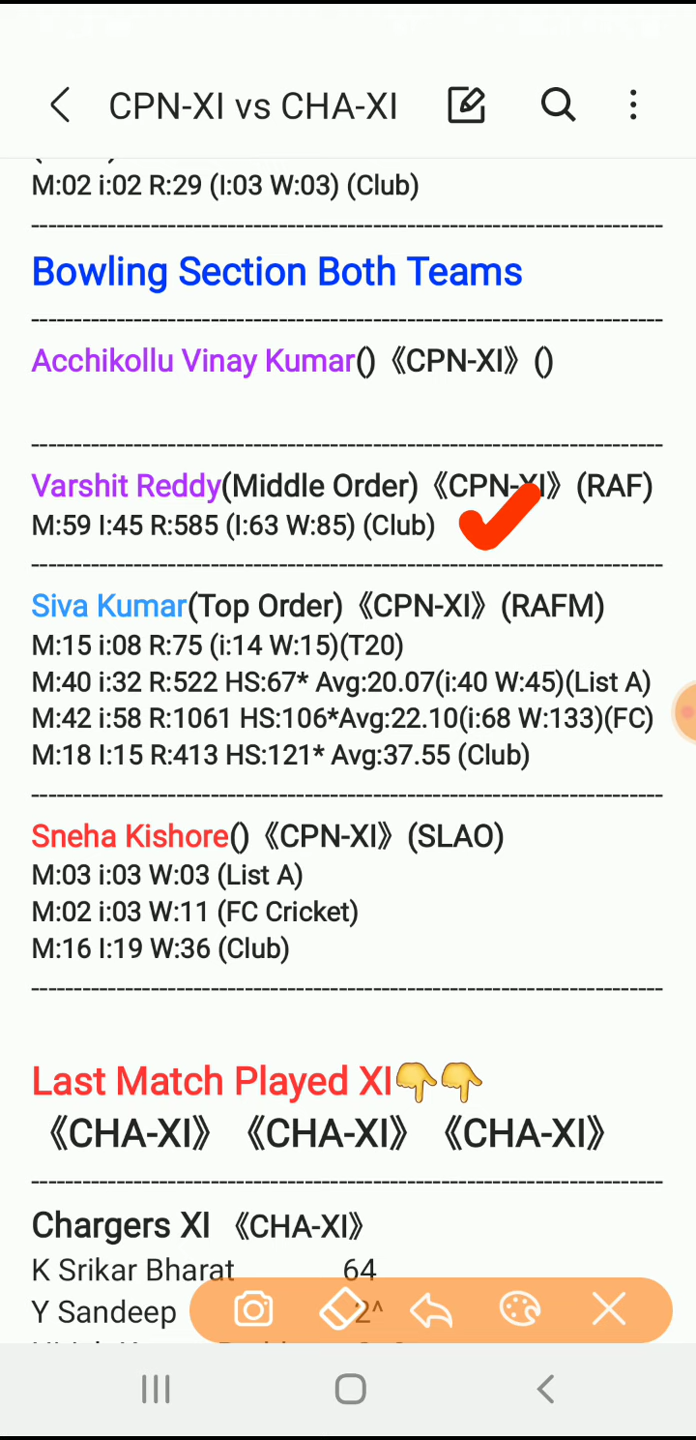 CPN-XI vs CHA-XI
M:02 i:02 R:29 (I:03 W:03) (Club)
Bowling Section Both Teams
Acchikollu Vinay Kumar()《CPN-XI》()
Varshit Reddy(Middle Order)《CPN-XI》(RAF)
M:59 I:45 R:585 (I:63 W:85) (Club)
Siva Kumar(Top Order)《CPN-XI》(RAFM)
M:15 i:08 R:75 (i:14 W:15)(T20)
M:40 i:32 R:522 HS:67* Avg:20.07(i:40 W:45)(List A)
M:42 i:58 R:1061 HS:106*Avg:22.10(i:68 W:133)(FC)
M:18 I:15 R:413 HS:121* Avg:37.55 (Club)
Sneha Kishore()《CPN-XI》(SLAO)
M:03 i:03 W:03 (List A)
M:02 i:03 W:11 (FC Cricket)
M:16 I:19 W:36 (Club)
Last Match Played XI👇👇
《CHA-XI》《CHA-XI》《CHA-XI》
Chargers XI 《CHA-XI》
K Srikar Bharat 64
Y Sandeep 2^